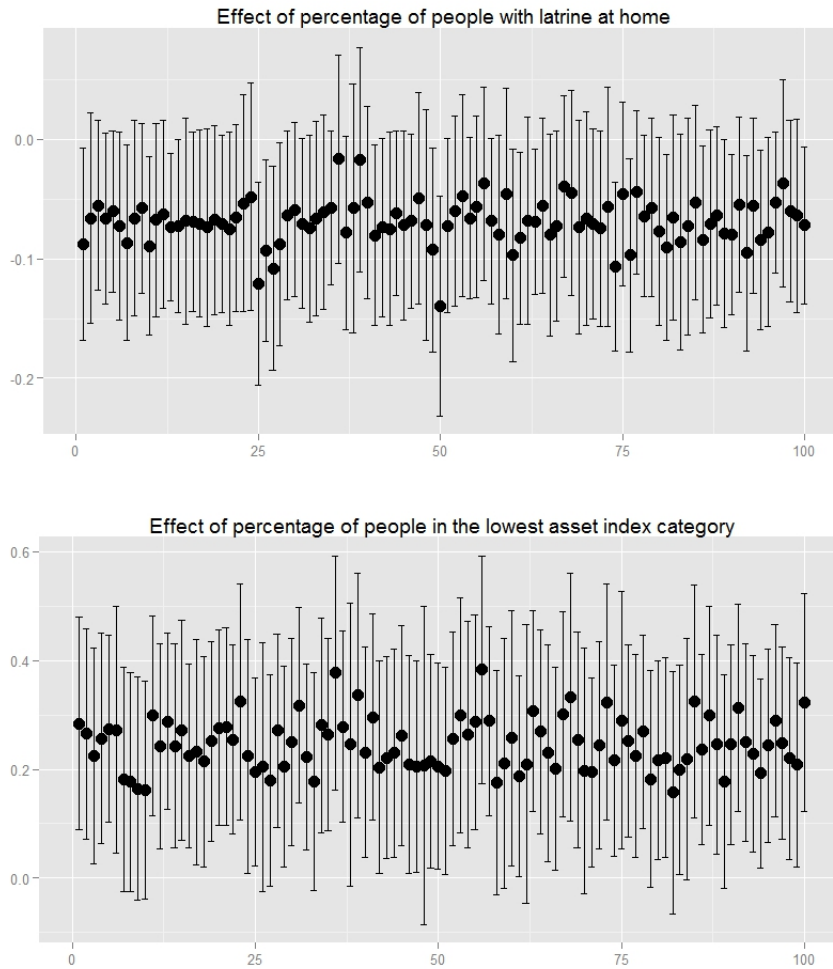 Effect of percentage of people with latrine at home
0.0
-0.1
-0.2
0 25 50 75 100
Effect of percentage of people in the lowest asset index category
0.6
0.4
0.2
0.0
0 25 50 75 100